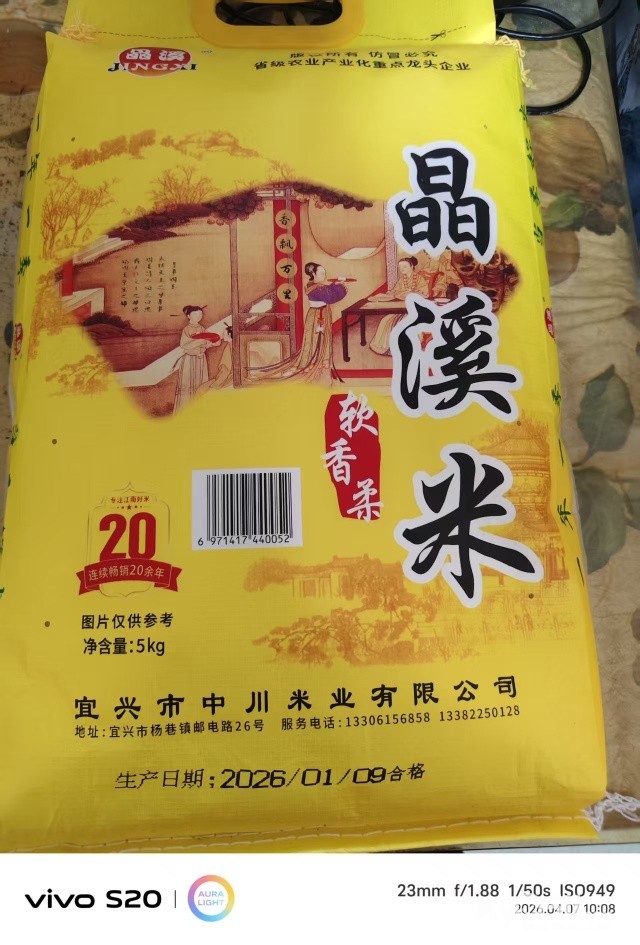 晶溪
JINGXI
版权所有 仿冒必究
省级农业产业化重点龙头企业
晶溪米
香飘万里
软香柔
专注江南好米
20
连续畅销20余年
6 971417 440052
图片仅供参考
净含量:5kg
宜兴市中川米业有限公司
地址:宜兴市杨巷镇邮电路26号 服务电话:13306156858 13382250128
生产日期:2026/01/09合格
vivo S20
AURA
LIGHT
23mm f/1.88 1/50s ISO949
2026.04.07 10:08